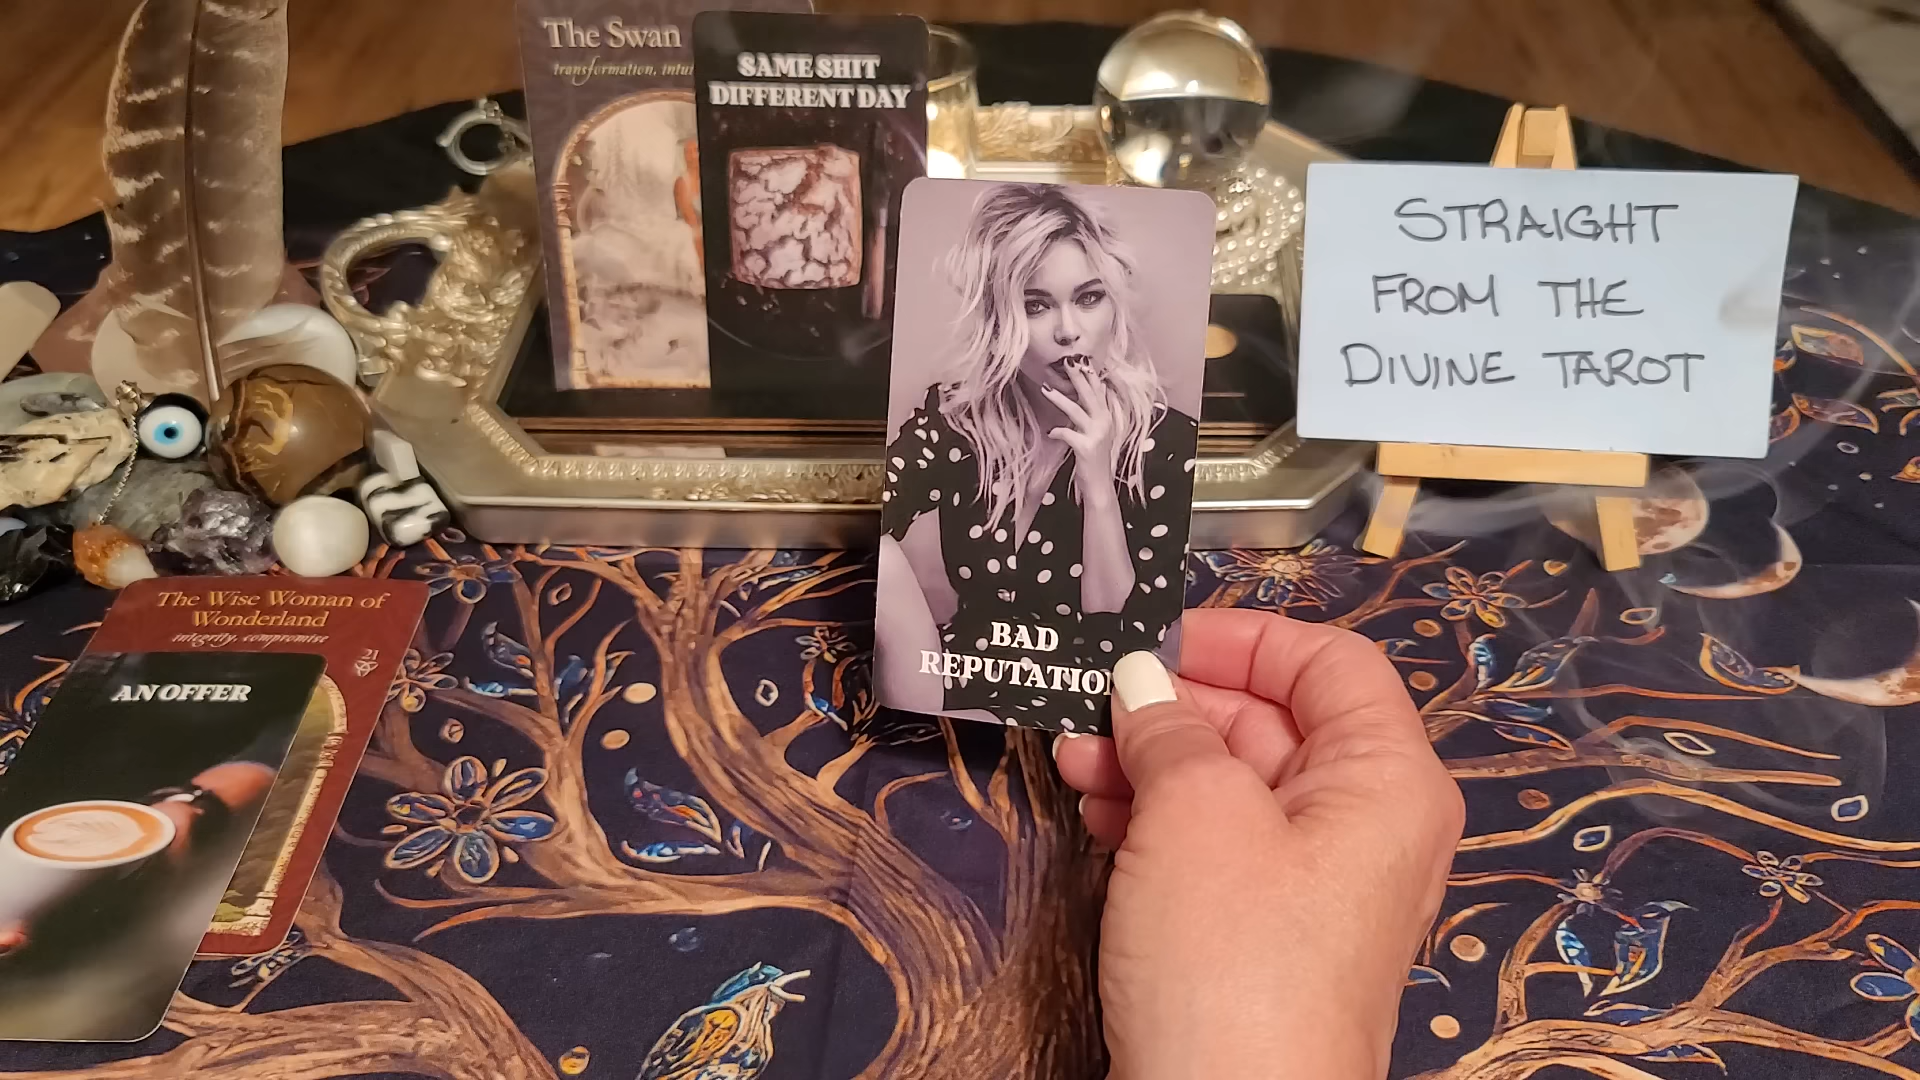 The Swan
transformation,
SAME SHIT
DIFFERENT DAY
STRAIGHT
FROM THE
DIVINE TAROT
BAD
REPUTATION
The Wise Woman of
Wonderland
integrity, compromise
21
AN OFFER